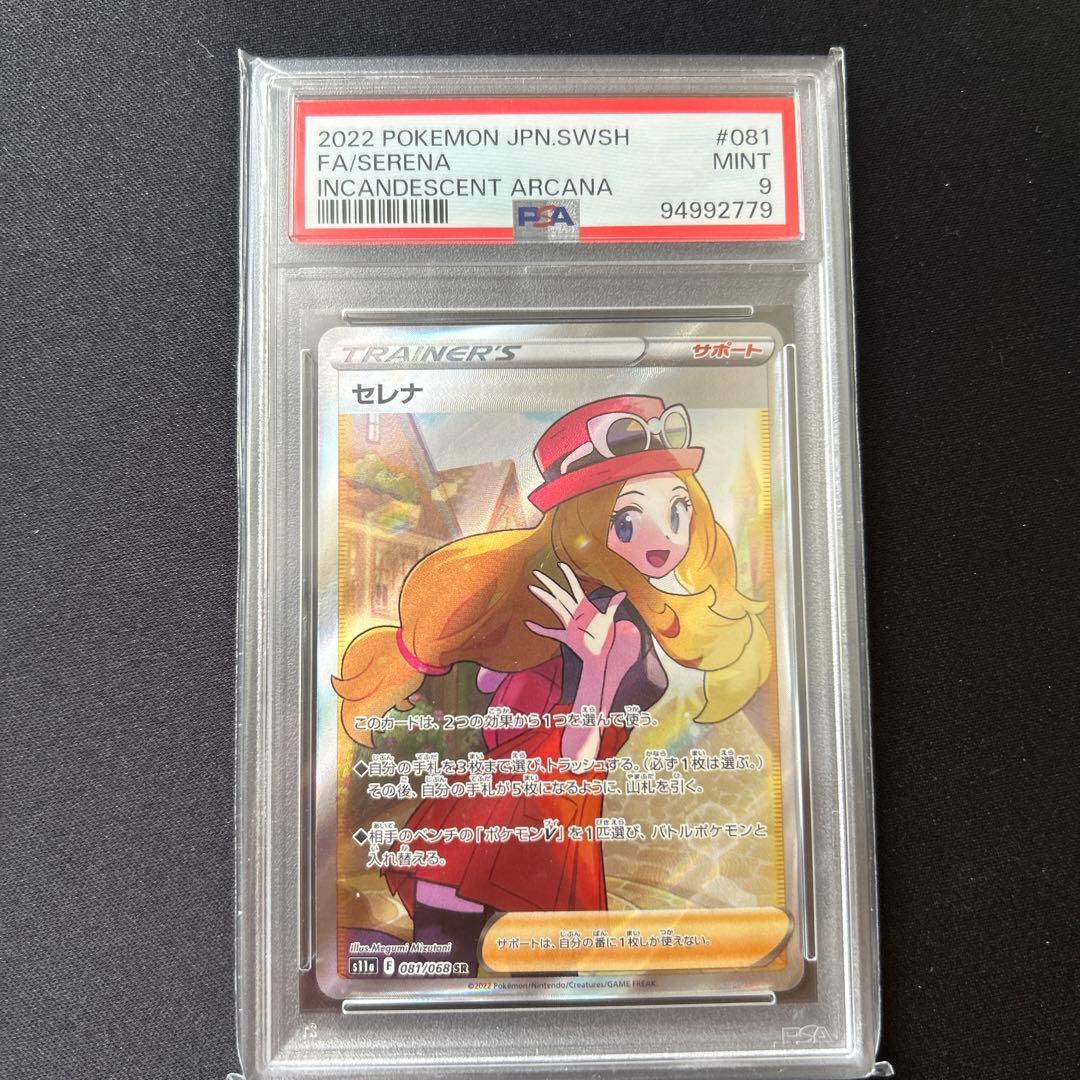 2022 POKEMON JPN.SWSH #081
FA/SERENA MINT
INCANDESCENT ARCANA 9
PSA 94992779
TRAINER'S サポート
セレナ
このカードは、2つの効果から1つを選んで使う。
◆自分の手札を3枚まで選び、トラッシュする。(必ず1枚は選ぶ。)
その後、自分の手札が5枚になるように、山札を引く。
◆相手のベンチの「ポケモンV」を1匹選び、バトルポケモンと
入れ替える。
サポートは、自分の番に1枚しか使えない。
Illus.Megumi Mizutani
s11a F 081/068 SR
©2022 Pokémon/Nintendo/Creatures/GAME FREAK.
PSA